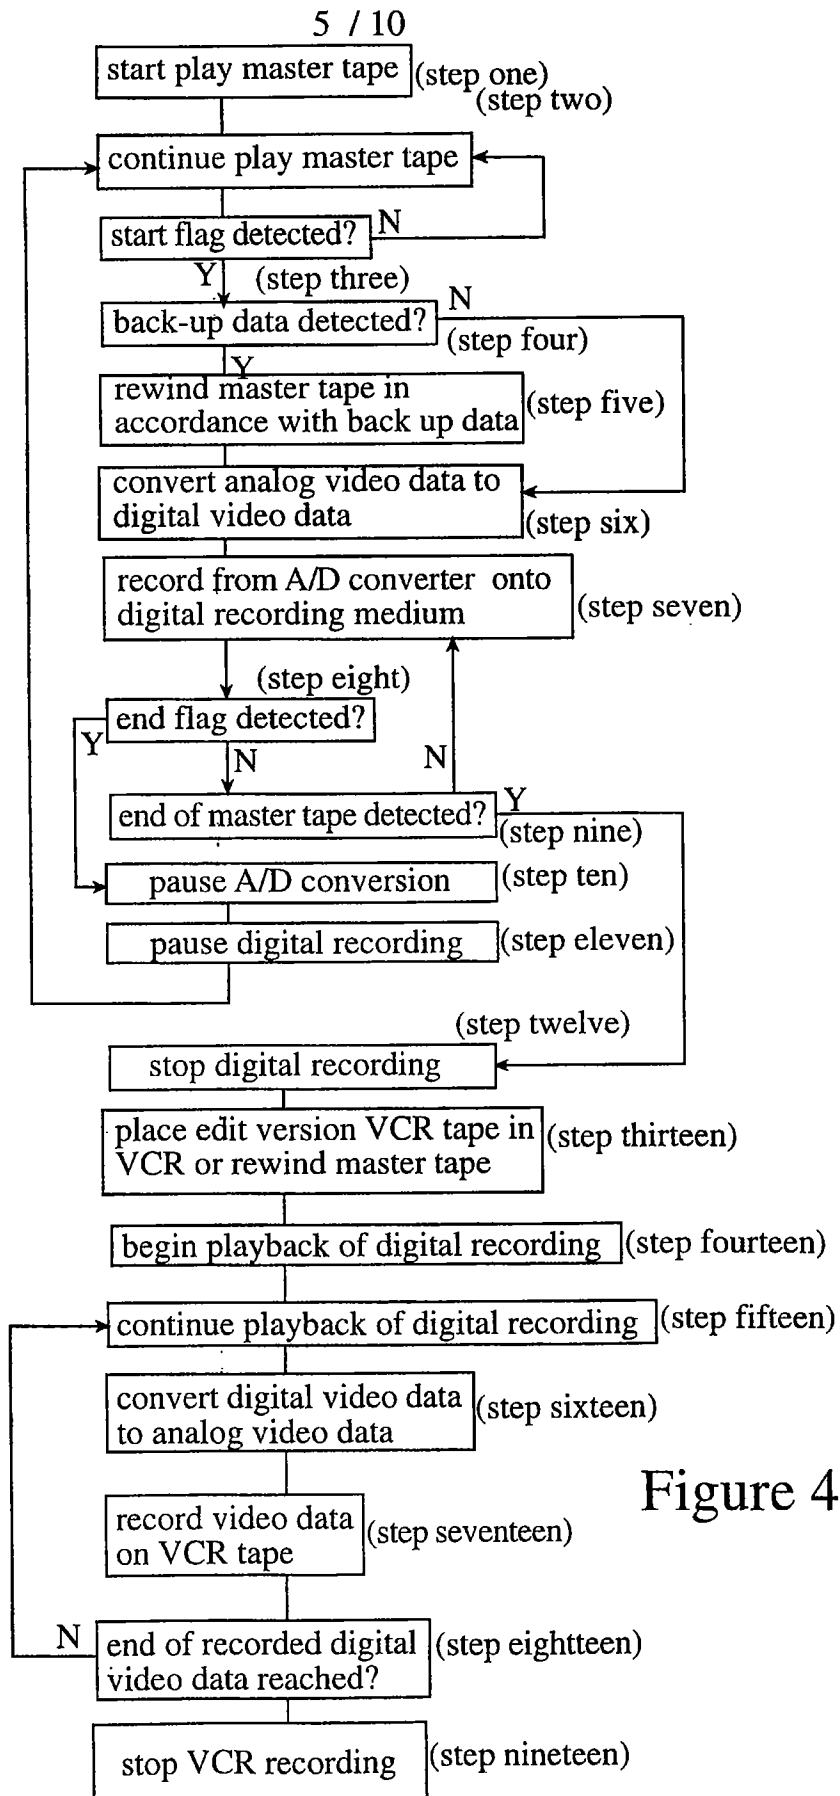 5 / 10
start play master tape
(step one)
(step two)
continue play master tape
start flag detected?
N
Y
(step three)
back-up data detected?
N
(step four)
Y
rewind master tape in
accordance with back up data
(step five)
convert analog video data to
digital video data
(step six)
record from A/D converter onto
digital recording medium
(step seven)
(step eight)
end flag detected?
Y
N
N
end of master tape detected?
Y
(step nine)
pause A/D conversion
(step ten)
pause digital recording
(step eleven)
(step twelve)
stop digital recording
place edit version VCR tape in
VCR or rewind master tape
(step thirteen)
begin playback of digital recording
(step fourteen)
continue playback of digital recording
(step fifteen)
convert digital video data
to analog video data
(step sixteen)
Figure 4
record video data
on VCR tape
(step seventeen)
N
end of recorded digital
video data reached?
(step eightteen)
stop VCR recording
(step nineteen)